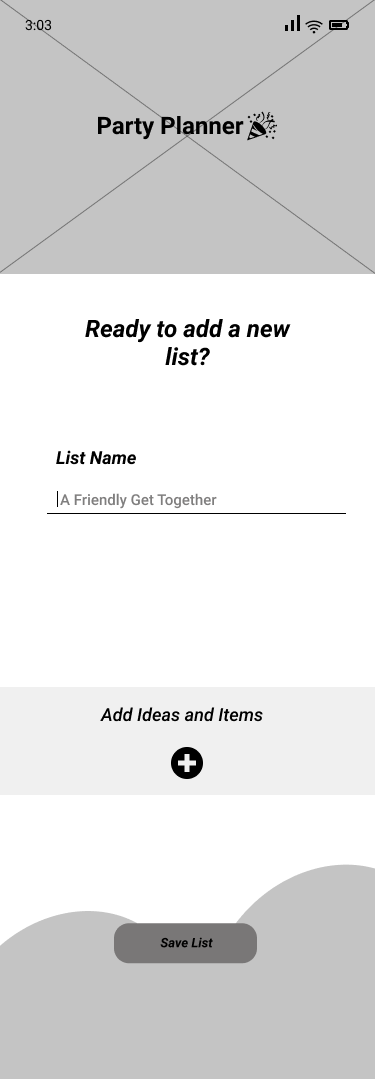 3:03
Party Planner
Ready to add a new
list?
List Name
A Friendly Get Together
Add Ideas and Items
Save List